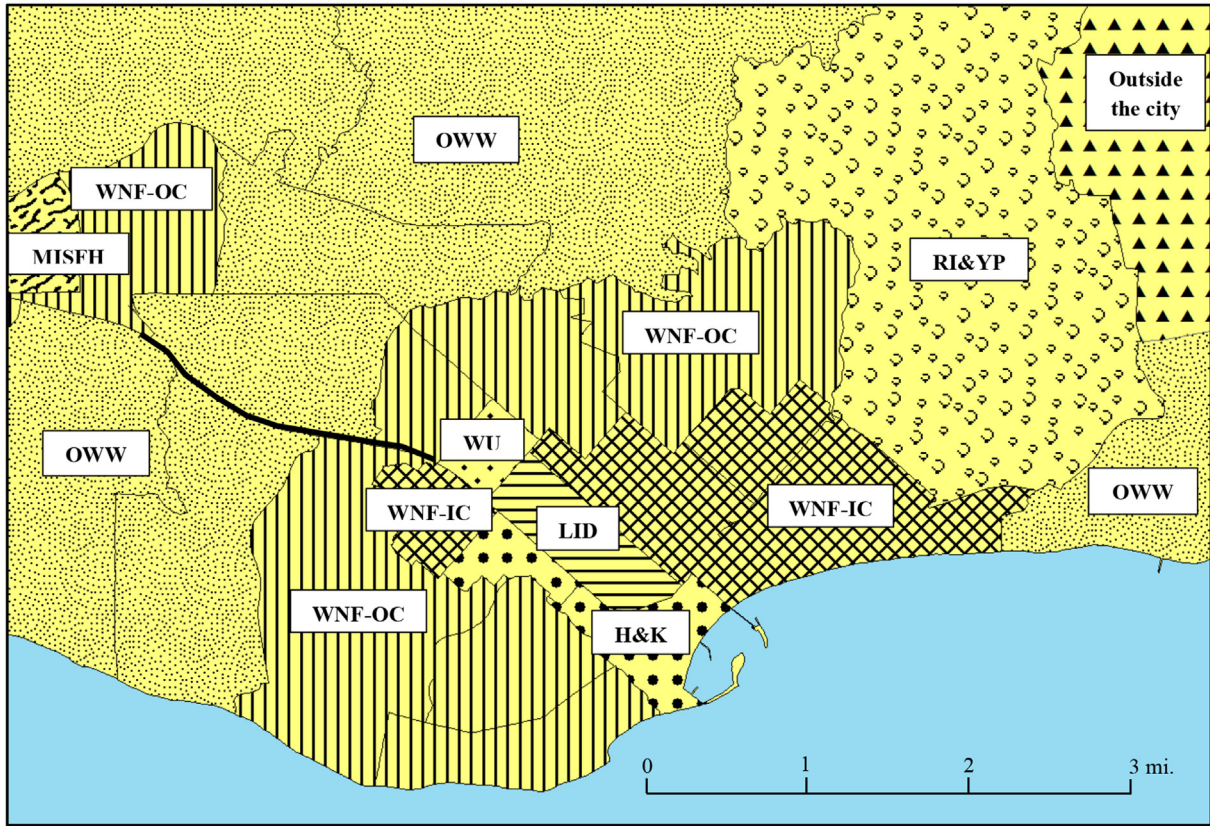 Outside
the city
OWW
WNF-OC
MISFH
RI&YP
WNF-OC
WU
OWW
OWW
WNF-IC
WNF-IC
LID
WNF-OC
H&K
0
1
2
3 mi.